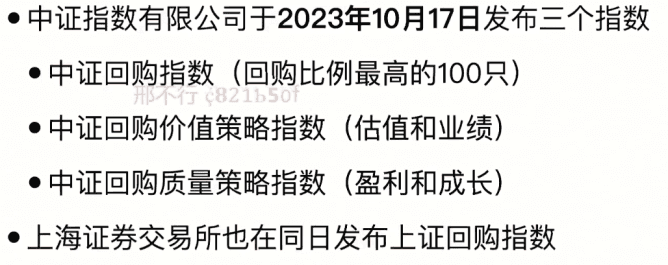 • 中证指数有限公司于2023年10月17日发布三个指数
• 中证回购指数（回购比例最高的100只）
邢不行 c821b50f
• 中证回购价值策略指数（估值和业绩）
• 中证回购质量策略指数（盈利和成长）
• 上海证券交易所也在同日发布上证回购指数